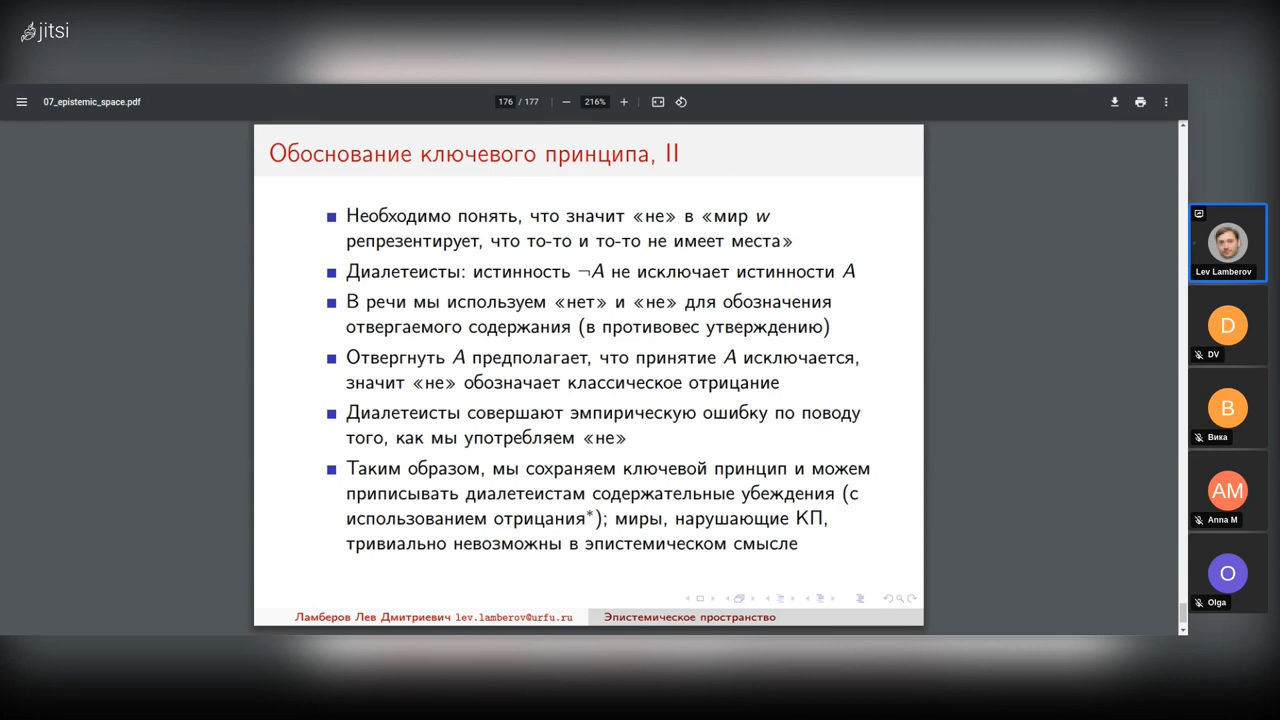 jitsi
07_epistemic_space.pdf
176 / 177
216%
Обоснование ключевого принципа, II
Необходимо понять, что значит «не» в «мир w
репрезентирует, что то-то и то-то не имеет места»
Диалетеисты: истинность ¬A не исключает истинности A
В речи мы используем «нет» и «не» для обозначения
отвергаемого содержания (в противовес утверждению)
Отвергнуть A предполагает, что принятие A исключается,
значит «не» обозначает классическое отрицание
Диалетеисты совершают эмпирическую ошибку по поводу
того, как мы употребляем «не»
Таким образом, мы сохраняем ключевой принцип и можем
приписывать диалетеистам содержательные убеждения (с
использованием отрицания*); миры, нарушающие КП,
тривиально невозможны в эпистемическом смысле
Ламберов Лев Дмитриевич lev.lamberov@urfu.ru
Эпистемическое пространство
Lev Lamberov
D
DV
B
Вика
AM
Anna M
O
Olga